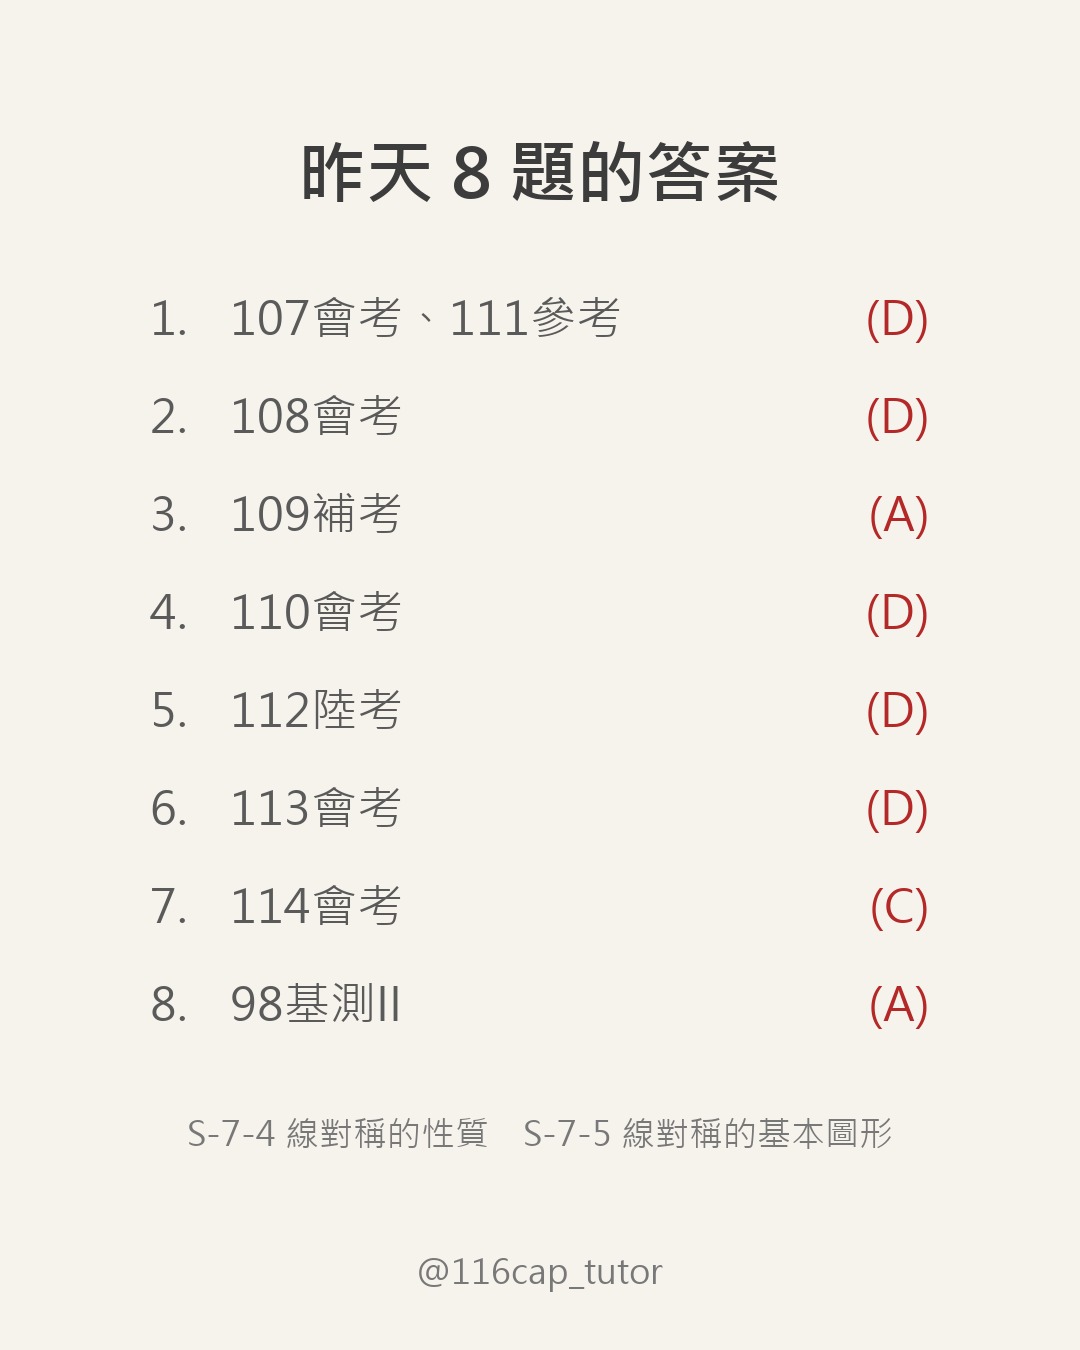 昨天 8 題的答案
1. 107會考、111參考 (D)
2. 108會考 (D)
3. 109補考 (A)
4. 110會考 (D)
5. 112陸考 (D)
6. 113會考 (D)
7. 114會考 (C)
8. 98基測II (A)
S-7-4 線對稱的性質 S-7-5 線對稱的基本圖形
@116cap_tutor